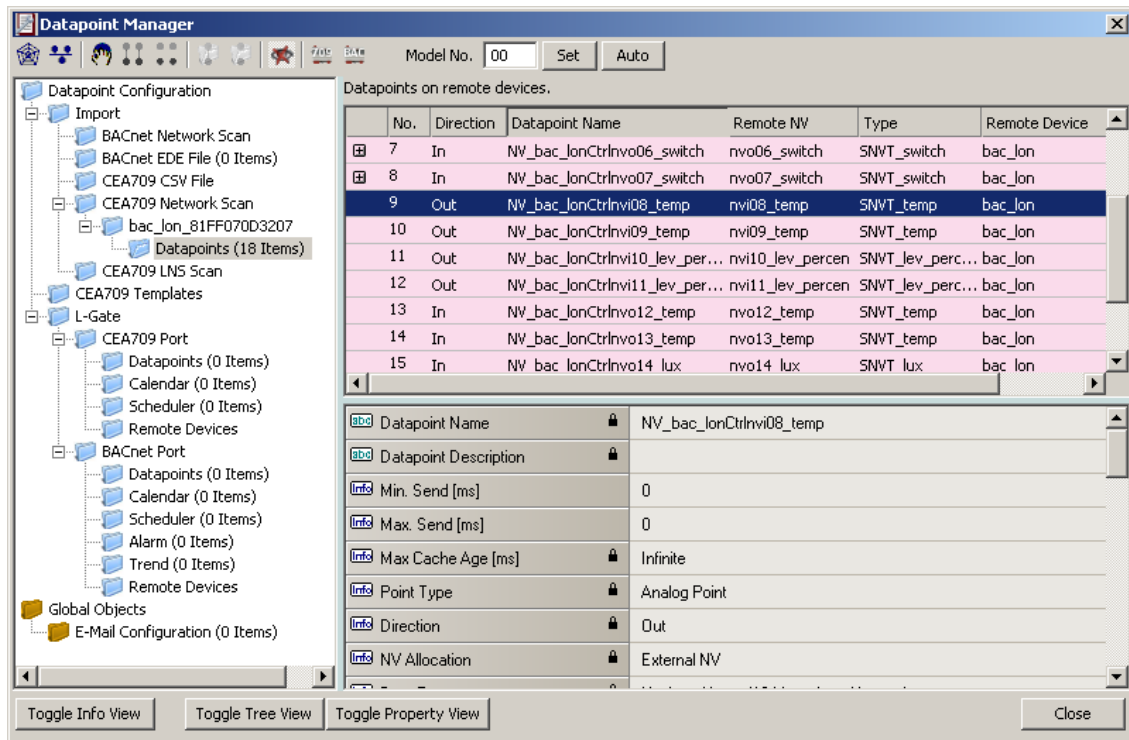 Datapoint Manager
Model No. 00 Set Auto
Datapoint Configuration
Import
BACnet Network Scan
BACnet EDE File (0 Items)
CEA709 CSV File
CEA709 Network Scan
bac_lon_81FF070D3207
Datapoints (18 Items)
CEA709 LNS Scan
CEA709 Templates
L-Gate
CEA709 Port
Datapoints (0 Items)
Calendar (0 Items)
Scheduler (0 Items)
Remote Devices
BACnet Port
Datapoints (0 Items)
Calendar (0 Items)
Scheduler (0 Items)
Alarm (0 Items)
Trend (0 Items)
Remote Devices
Global Objects
E-Mail Configuration (0 Items)
Datapoints on remote devices.
No. Direction Datapoint Name Remote NV Type Remote Device
7 In NV_bac_lonCtrlnvo06_switch nvo06_switch SNVT_switch bac_lon
8 In NV_bac_lonCtrlnvo07_switch nvo07_switch SNVT_switch bac_lon
9 Out NV_bac_lonCtrlnvi08_temp nvi08_temp SNVT_temp bac_lon
10 Out NV_bac_lonCtrlnvi09_temp nvi09_temp SNVT_temp bac_lon
11 Out NV_bac_lonCtrlnvi10_lev_per... nvi10_lev_percen SNVT_lev_perc... bac_lon
12 Out NV_bac_lonCtrlnvi11_lev_per... nvi11_lev_percen SNVT_lev_perc... bac_lon
13 In NV_bac_lonCtrlnvo12_temp nvo12_temp SNVT_temp bac_lon
14 In NV_bac_lonCtrlnvo13_temp nvo13_temp SNVT_temp bac_lon
15 In NV_bac_lonCtrlnvo14_lux nvo14_lux SNVT_lux bac_lon
abc Datapoint Name NV_bac_lonCtrlnvi08_temp
abc Datapoint Description
Info Min. Send [ms] 0
Info Max. Send [ms] 0
Info Max Cache Age [ms] Infinite
Info Point Type Analog Point
Info Direction Out
Info NV Allocation External NV
Toggle Info View Toggle Tree View Toggle Property View Close